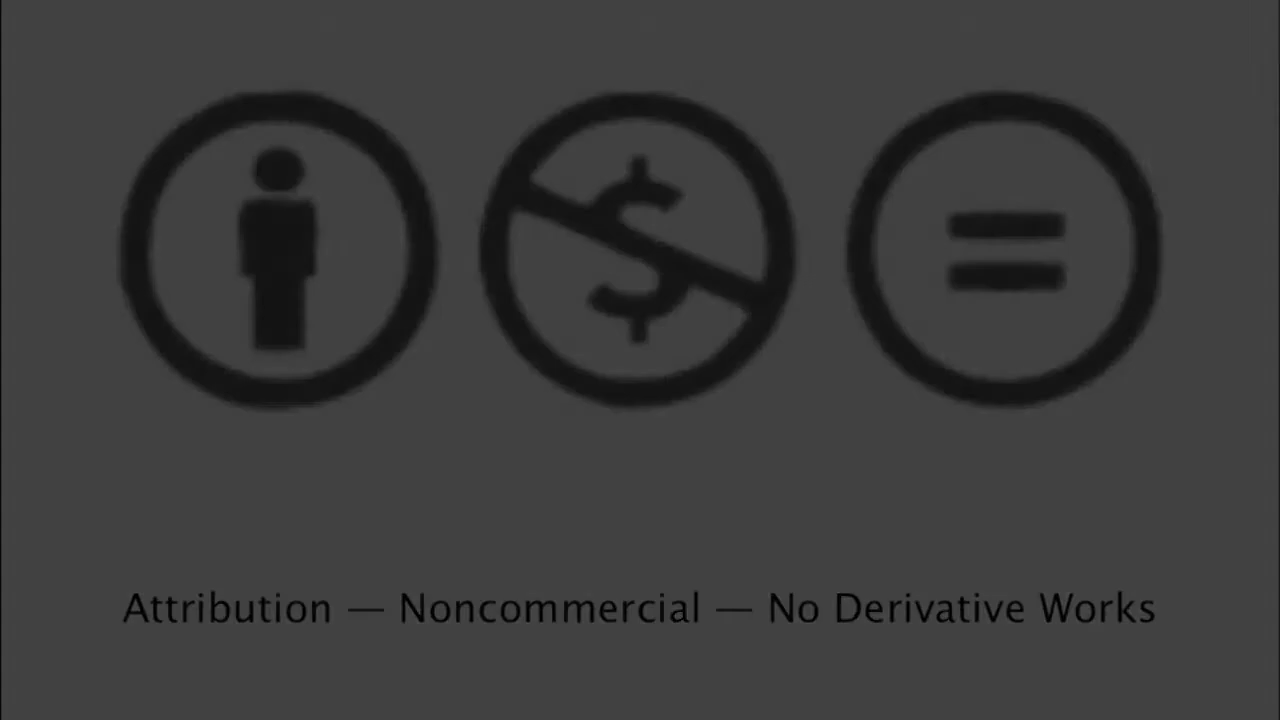 Attribution — Noncommercial — No Derivative Works